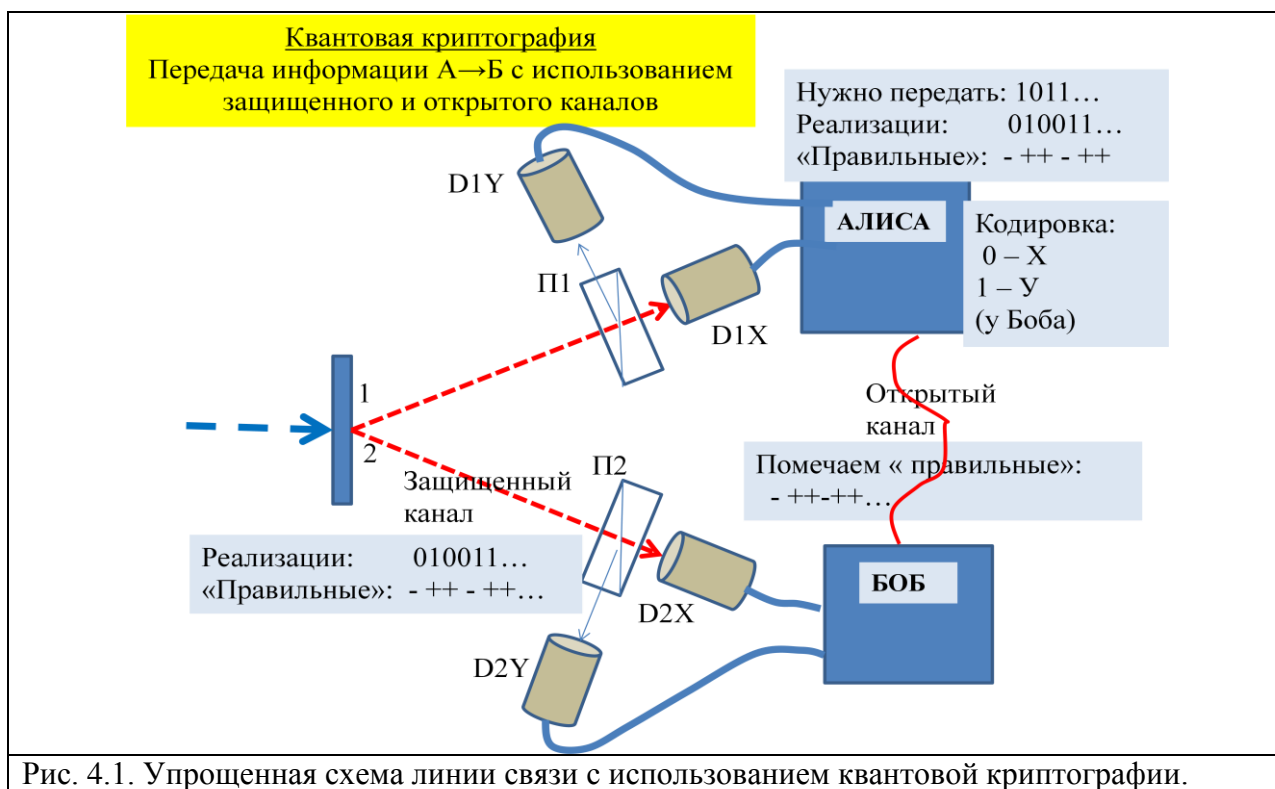 Квантовая криптография
Передача информации А→Б с использованием
защищенного и открытого каналов
Нужно передать: 1011…
Реализации: 010011…
«Правильные»: - ++ - ++
D1Y
АЛИСА
Кодировка:
0 – Х
1 – У
(у Боба)
П1
D1X
1
2
Открытый
канал
Защищенный
канал
П2
Помечаем « правильные»:
- ++-++…
Реализации: 010011…
«Правильные»: - ++ - ++…
D2X
БОБ
D2Y
Рис. 4.1. Упрощенная схема линии связи с использованием квантовой криптографии.